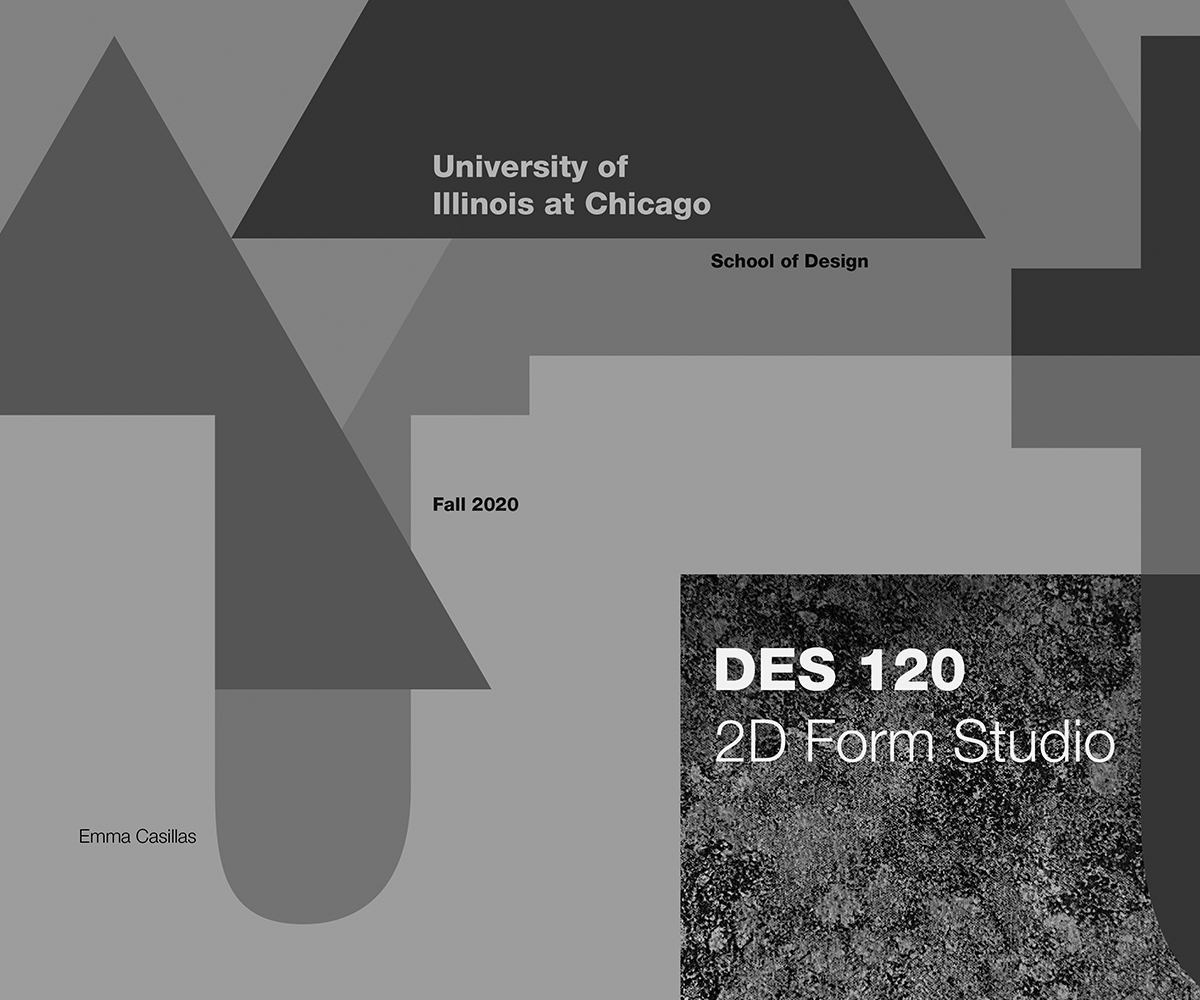 University of
Illinois at Chicago
School of Design
Fall 2020
DES 120
2D Form Studio
Emma Casillas